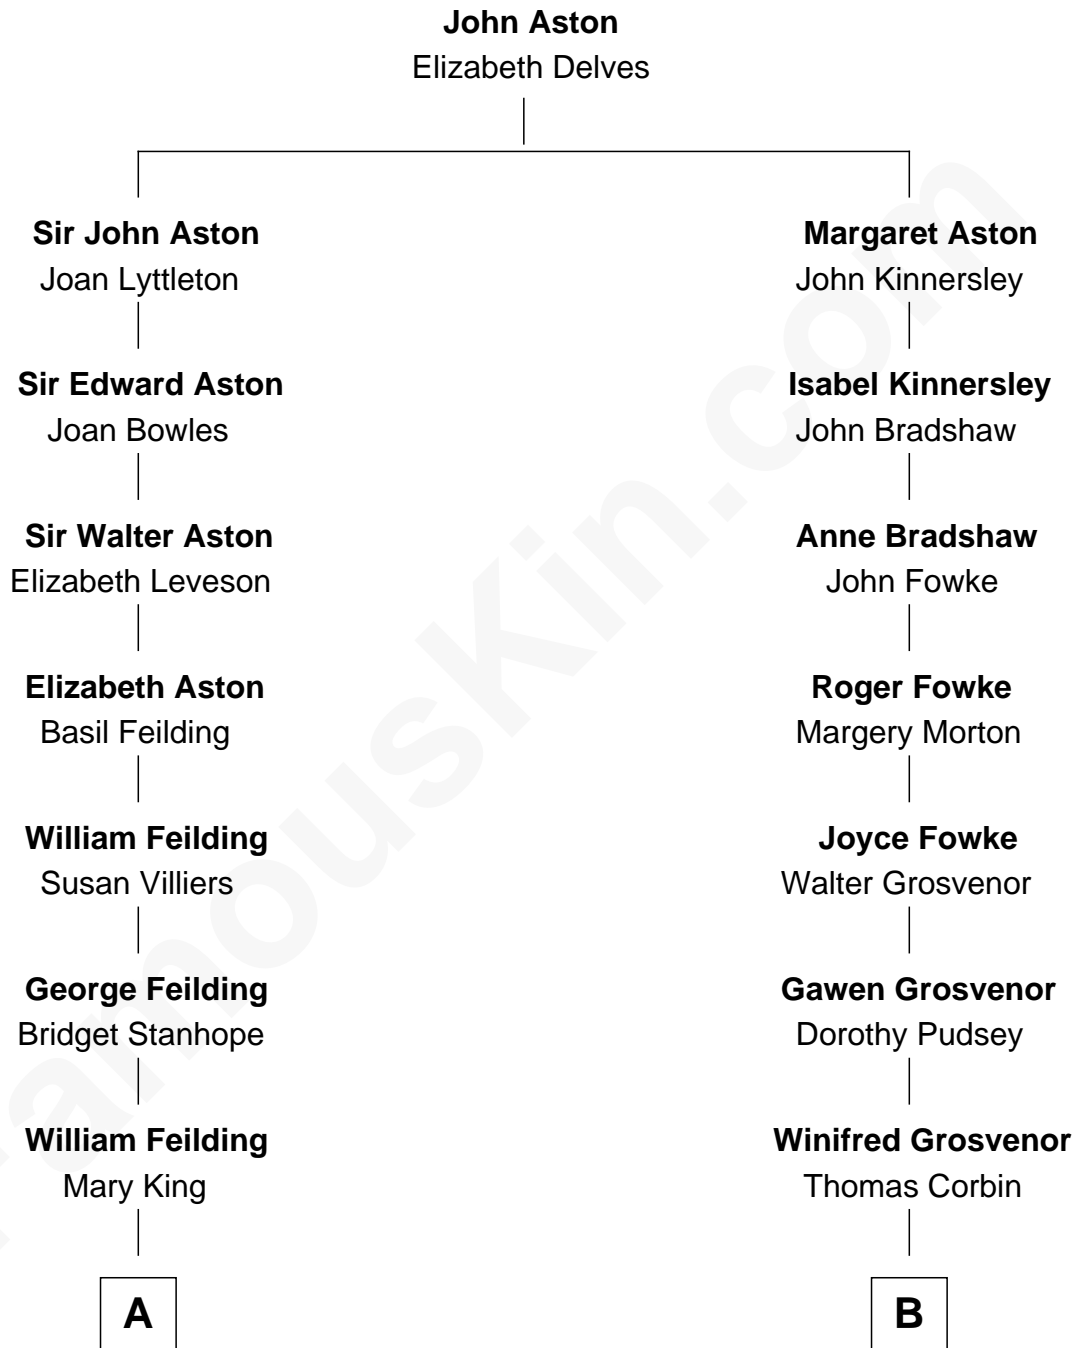 John Aston
Elizabeth Delves
Sir John Aston
Joan Lyttleton
Sir Edward Aston
Joan Bowles
Sir Walter Aston
Elizabeth Leveson
Elizabeth Aston
Basil Feilding
William Feilding
Susan Villiers
George Feilding
Bridget Stanhope
William Feilding
Mary King
A
Margaret Aston
John Kinnersley
Isabel Kinnersley
John Bradshaw
Anne Bradshaw
John Fowke
Roger Fowke
Margery Morton
Joyce Fowke
Walter Grosvenor
Gawen Grosvenor
Dorothy Pudsey
Winifred Grosvenor
Thomas Corbin
B
FamousKin.com